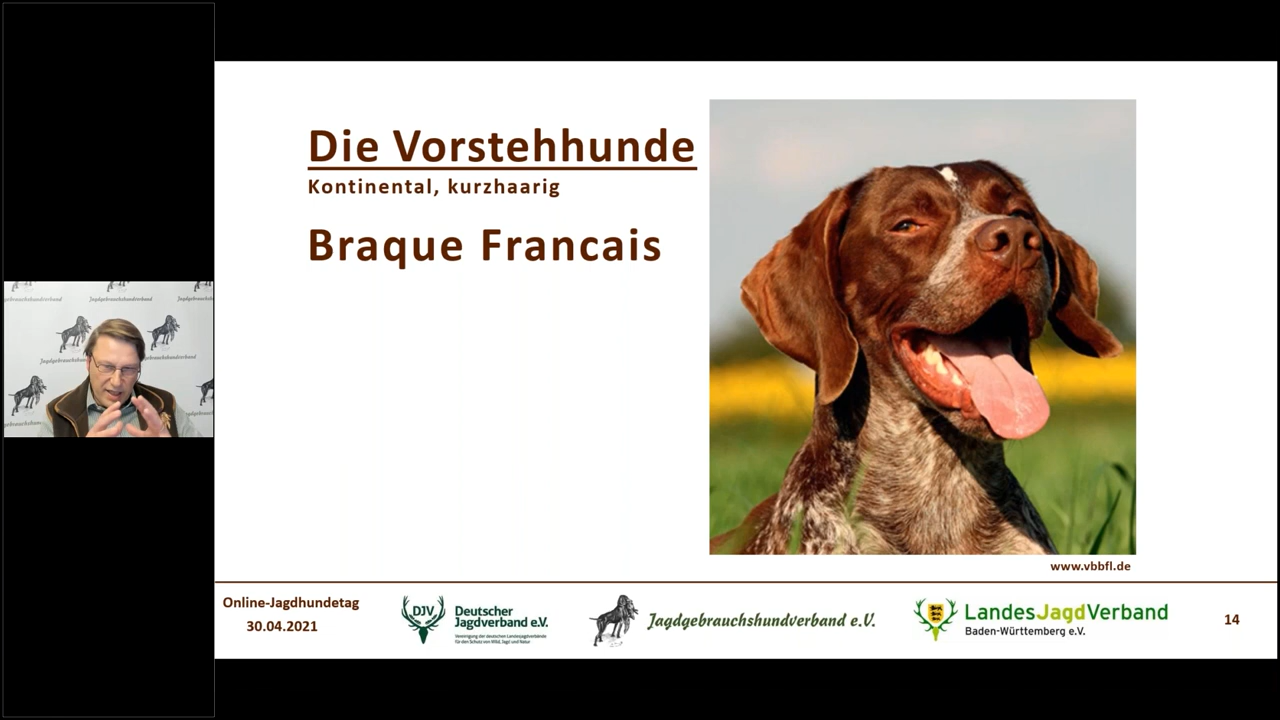 Die Vorstehhunde
Kontinental, kurzhaarig
Braque Francais
www.vbbfl.de
Online-Jagdhundetag
30.04.2021
DJV
Deutscher
Jagdverband e.V.
Vereinigung der deutschen Landesjagdverbände
für den Schutz von Wild, Jagd und Natur
Jagdgebrauchshundverband e.V.
LandesJagdVerband
Baden-Württemberg e.V.
14
Jagdgebrauchshundverband